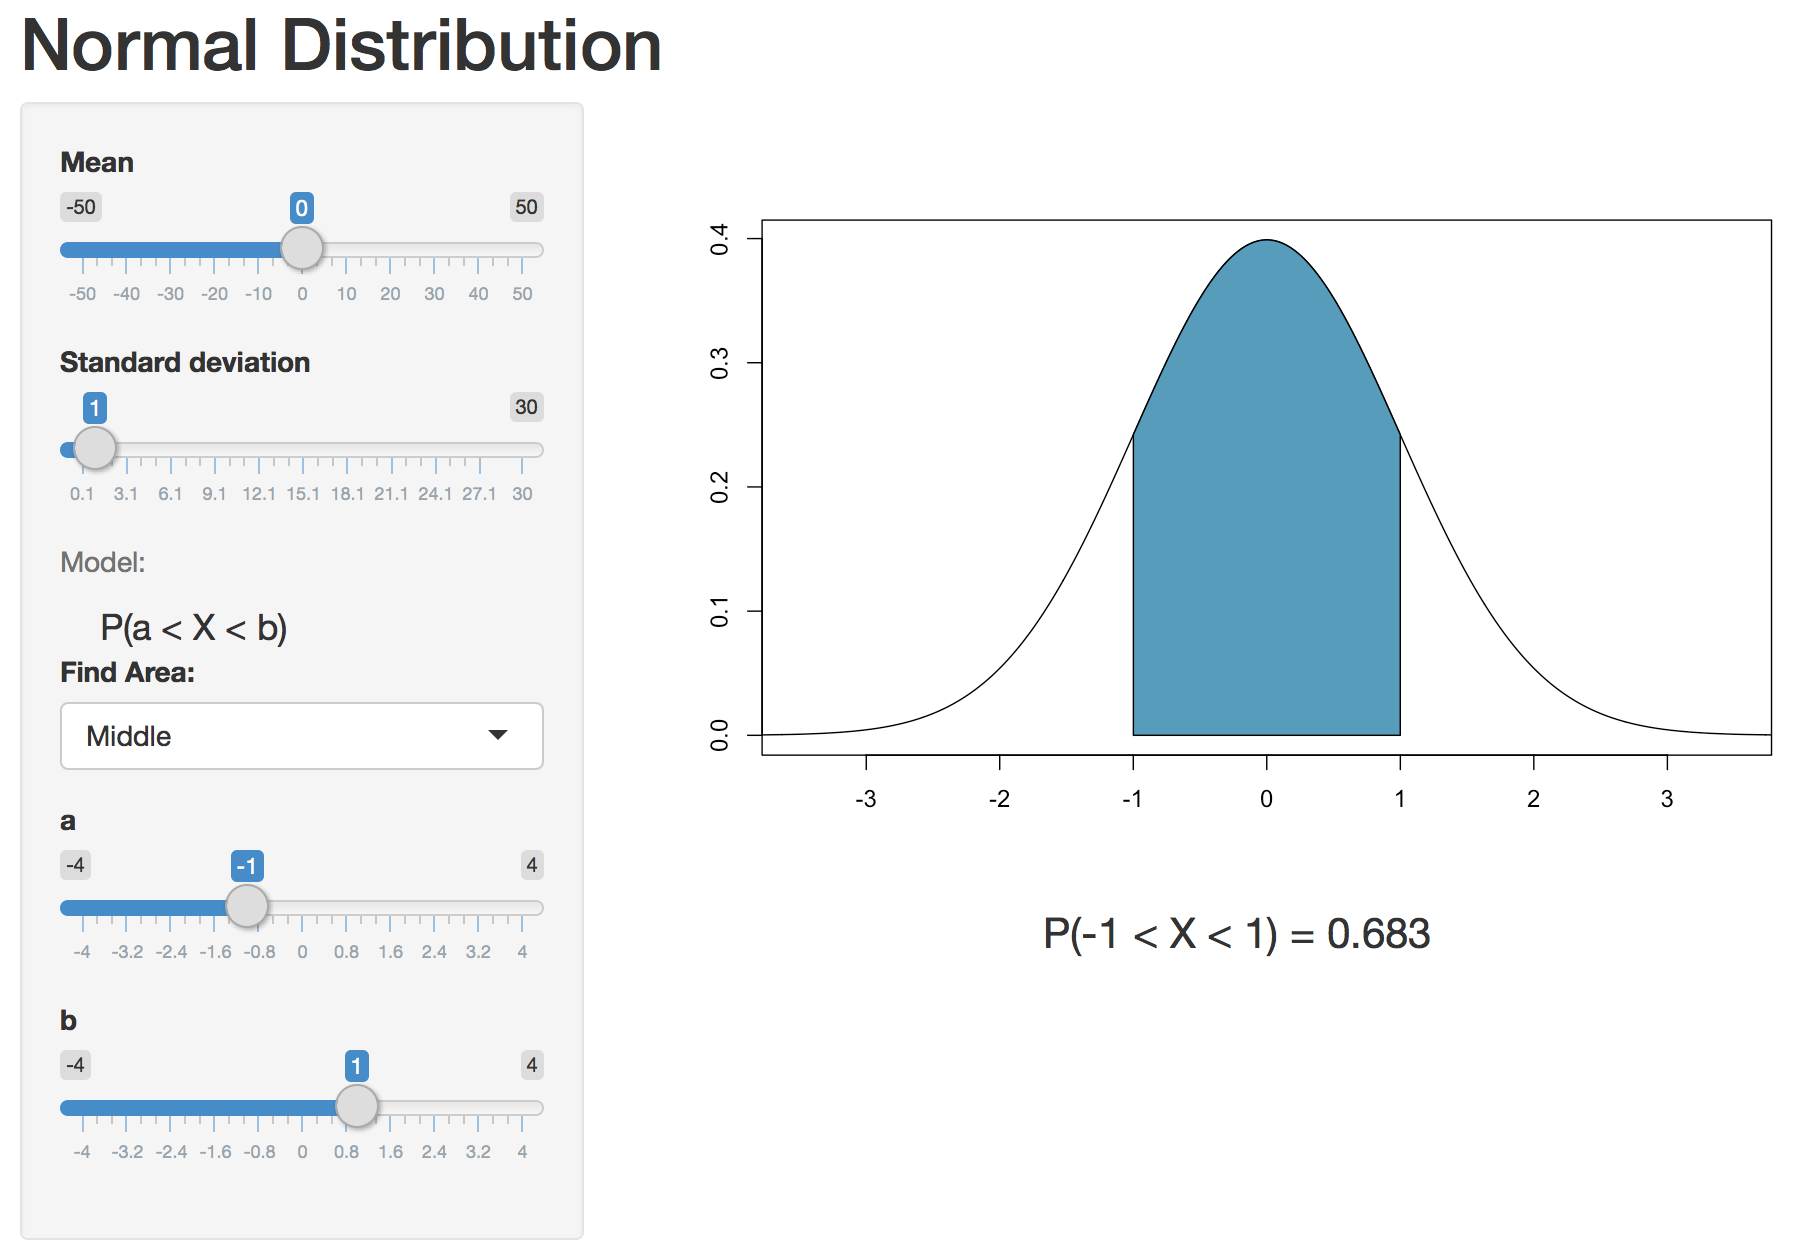 Normal Distribution
Mean
-50 0 50
-50 -40 -30 -20 -10 0 10 20 30 40 50
Standard deviation
1 30
0.1 3.1 6.1 9.1 12.1 15.1 18.1 21.1 24.1 27.1 30
Model:
P(a < X < b)
Find Area:
Middle
a
-4 -1 4
-4 -3.2 -2.4 -1.6 -0.8 0 0.8 1.6 2.4 3.2 4
b
-4 1 4
-4 -3.2 -2.4 -1.6 -0.8 0 0.8 1.6 2.4 3.2 4
0.4
0.3
0.2
0.1
0.0
-3 -2 -1 0 1 2 3
P(-1 < X < 1) = 0.683